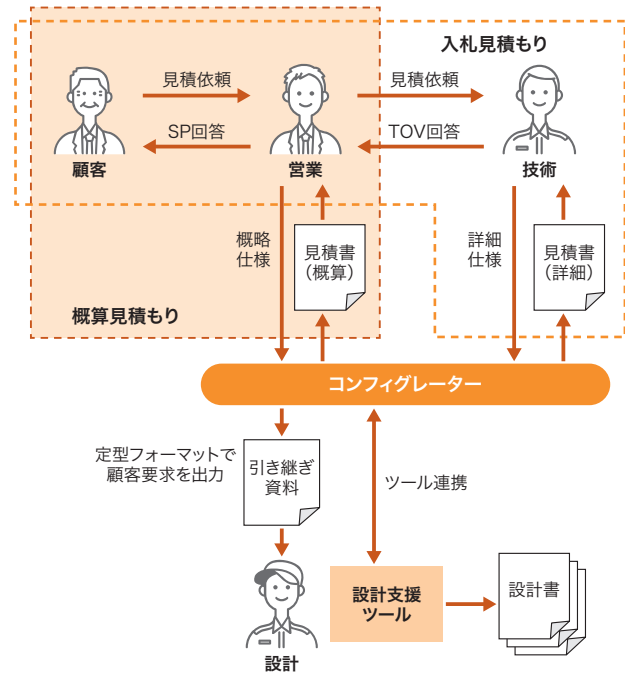 入札見積もり
見積依頼
見積依頼
SP回答
TOV回答
顧客
営業
技術
概略
仕様
見積書
（概算）
詳細
仕様
見積書
（詳細）
概算見積もり
コンフィグレーター
定型フォーマットで
顧客要求を出力
引き継ぎ
資料
ツール連携
設計支援
ツール
設計書
設計